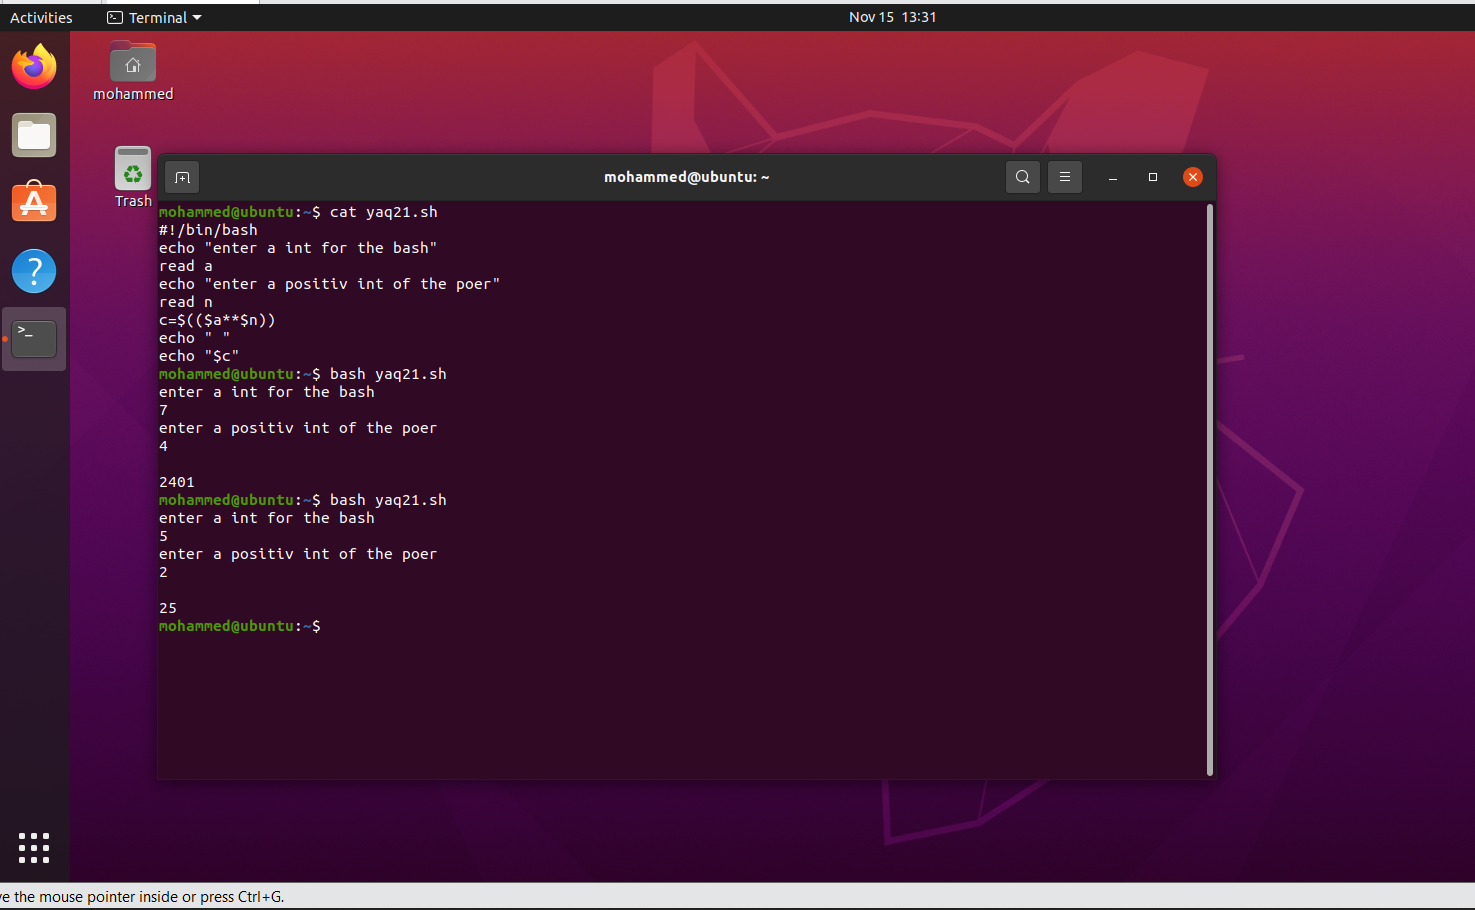 Activities
Terminal
Nov 15 13:31
mohammed
Trash
mohammed@ubuntu: ~
mohammed@ubuntu:~$ cat yaq21.sh
#!/bin/bash
echo "enter a int for the bash"
read a
echo "enter a positiv int of the poer"
read n
c=$(($a**$n))
echo " "
echo "$c"
mohammed@ubuntu:~$ bash yaq21.sh
enter a int for the bash
7
enter a positiv int of the poer
4
2401
mohammed@ubuntu:~$ bash yaq21.sh
enter a int for the bash
5
enter a positiv int of the poer
2
25
mohammed@ubuntu:~$
the mouse pointer inside or press Ctrl+G.